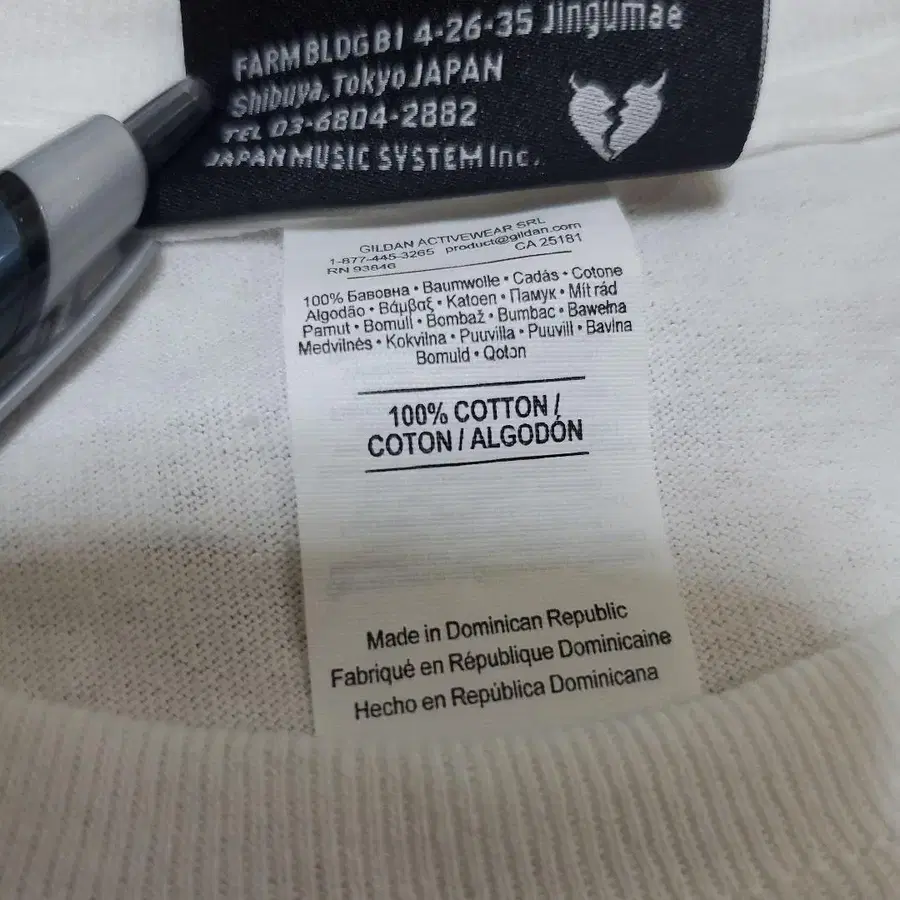 FARMBLDG B1 4-26-35 Jingumae
Shibuya, Tokyo JAPAN
TEL 03-6804-2882
JAPAN MUSIC SYSTEM Inc.
GILDAN ACTIVEWEAR SRL
1-877-445-3265 product@gildan.com
RN 93846 CA 25181
100% Бавовна • Baumwolle • Cadás • Cotone
Algodão • Βάμβαξ • Katoen • Памук • Mít rád
Pamut • Bomull • Bombaž • Bumbac • Bawełna
Medvilnės • Kokvilna • Puuvilla • Puuvill • Bavlna
Bomuld • Qoton
100% COTTON /
COTON / ALGODÓN
Made in Dominican Republic
Fabriqué en République Dominicaine
Hecho en República Dominicana